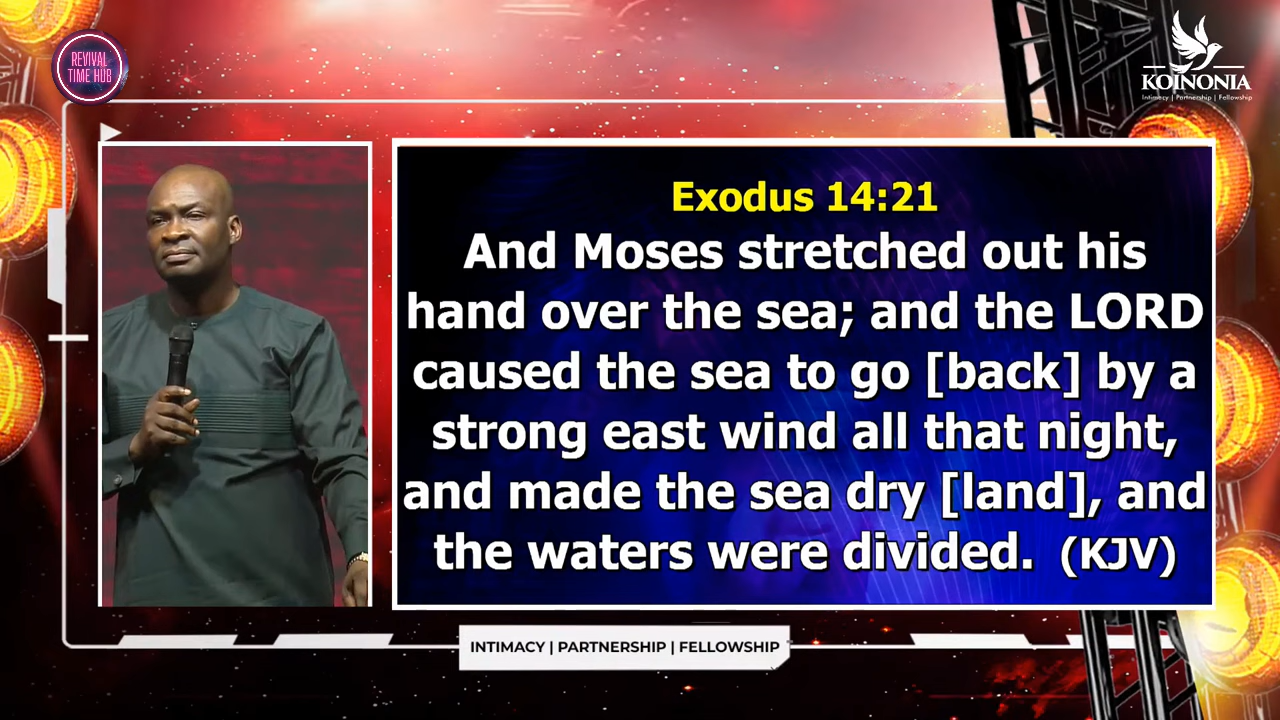 REVIVAL
TIME HUB
KOINONIA
Intimacy | Partnership | Fellowship
Exodus 14:21
And Moses stretched out his
hand over the sea; and the LORD
caused the sea to go [back] by a
strong east wind all that night,
and made the sea dry [land], and
the waters were divided. (KJV)
INTIMACY | PARTNERSHIP | FELLOWSHIP